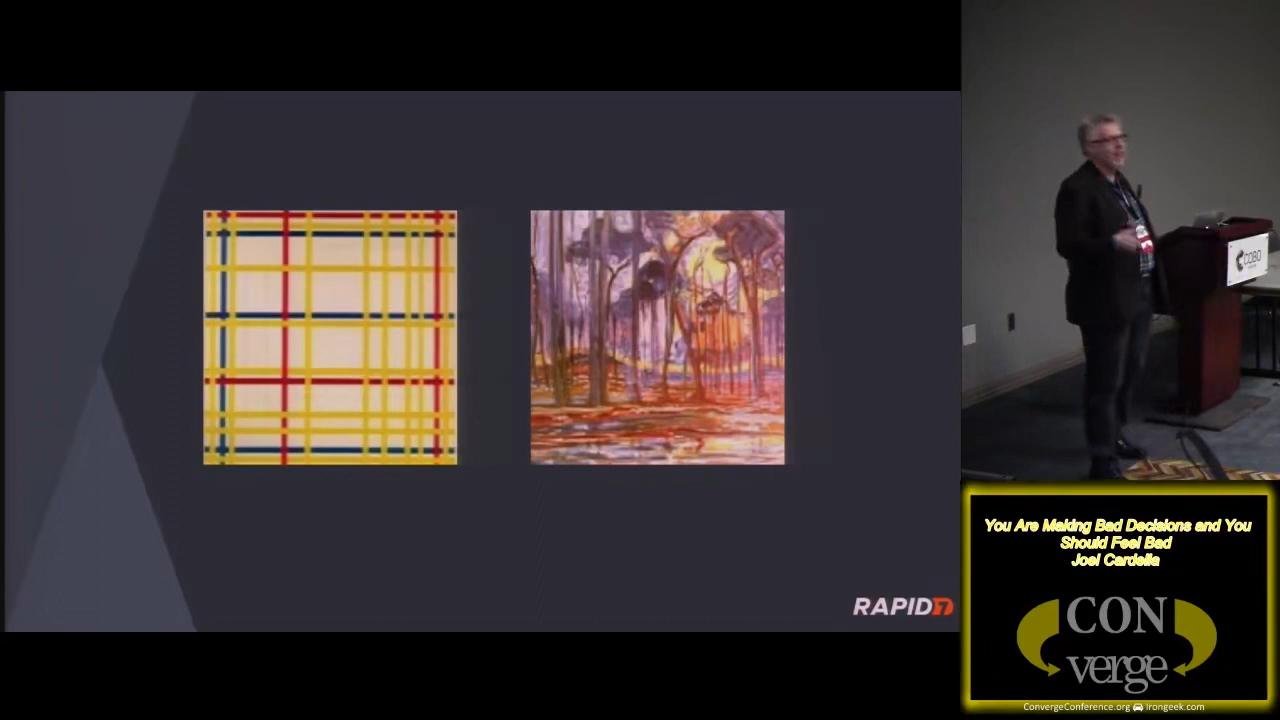 RAPID7
COBO
You Are Making Bad Decisions and You
Should Feel Bad
Joel Cardella
CON
verge
ConvergeConference.org Irongeek.com